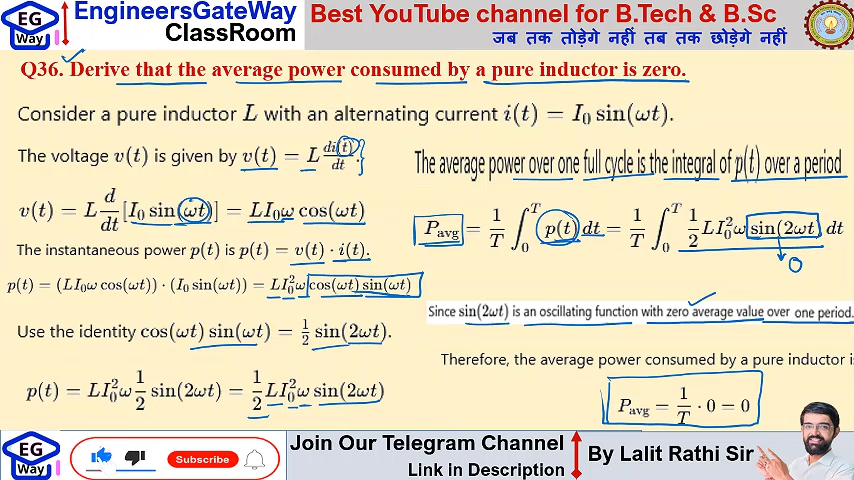 EG
Way
EngineersGateWay
ClassRoom
Best YouTube channel for B.Tech & B.Sc
जब तक तोड़ेगे नहीं तब तक छोड़ेगे नहीं
Q36. Derive that the average power consumed by a pure inductor is zero.
Consider a pure inductor L with an alternating current i(t) = I₀ sin(ωt).
The voltage v(t) is given by v(t) = L di(t)/dt.
v(t) = L d/dt [I₀ sin(ωt)] = LI₀ω cos(ωt)
The instantaneous power p(t) is p(t) = v(t) · i(t).
p(t) = (LI₀ω cos(ωt)) · (I₀ sin(ωt)) = LI₀²ω cos(ωt) sin(ωt)
Use the identity cos(ωt) sin(ωt) = 1/2 sin(2ωt).
p(t) = LI₀²ω 1/2 sin(2ωt) = 1/2 LI₀²ω sin(2ωt)
The average power over one full cycle is the integral of p(t) over a period
P_avg = 1/T ∫₀ᵀ p(t) dt = 1/T ∫₀ᵀ 1/2 LI₀²ω sin(2ωt) dt
0
Since sin(2ωt) is an oscillating function with zero average value over one period.
Therefore, the average power consumed by a pure inductor is
P_avg = 1/T · 0 = 0
EG
Way
Subscribe
Join Our Telegram Channel
Link in Description
By Lalit Rathi Sir